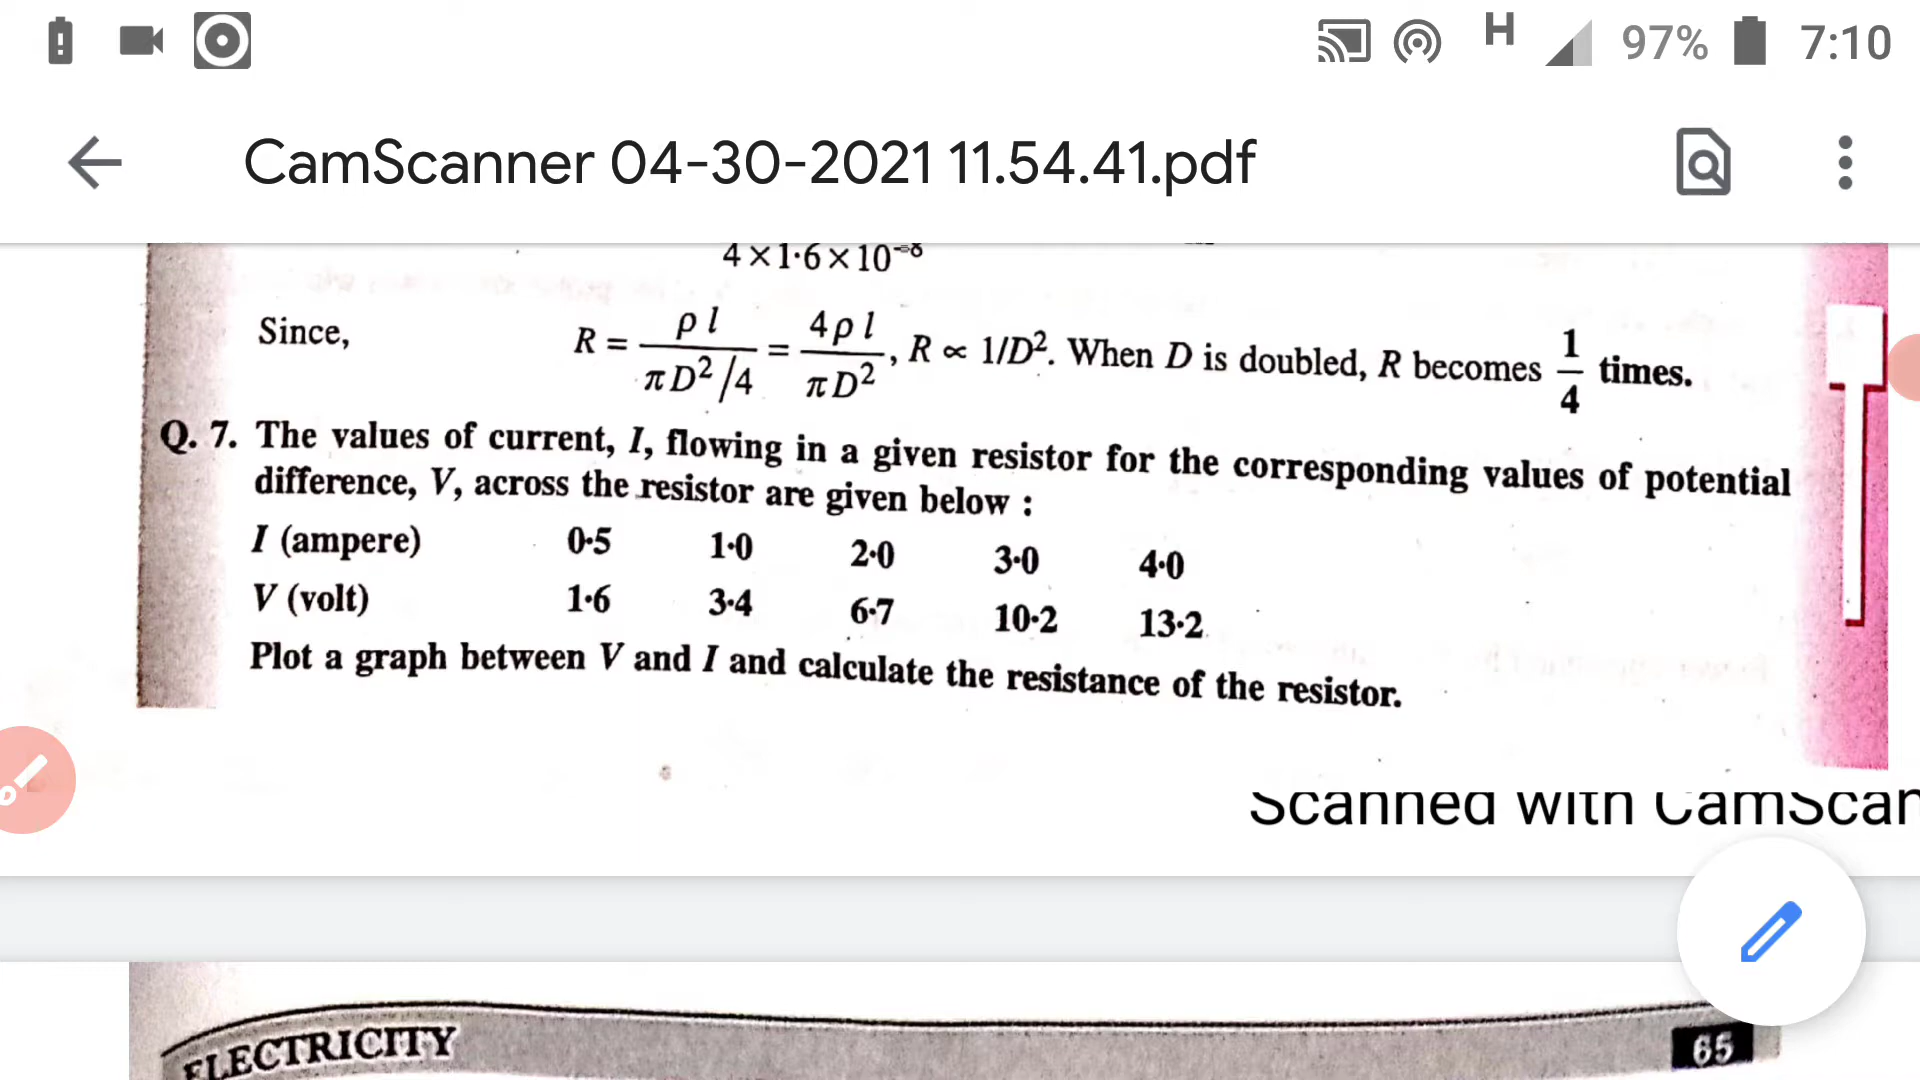 H 97% 7:10
CamScanner 04-30-2021 11.54.41.pdf
4×1·6×10⁻⁸
Since, R = ρl / πD²/4 = 4ρl / πD², R ∝ 1/D². When D is doubled, R becomes 1/4 times.
Q. 7. The values of current, I, flowing in a given resistor for the corresponding values of potential
difference, V, across the resistor are given below :
I (ampere) 0·5 1·0 2·0 3·0 4·0
V (volt) 1·6 3·4 6·7 10·2 13·2
Plot a graph between V and I and calculate the resistance of the resistor.
Scanned with CamScan
ELECTRICITY 65